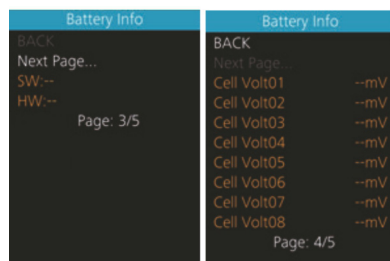 Battery Info
BACK
Next Page...
SW:--
HW:--
Page: 3/5
Battery Info
BACK
Next Page...
Cell Volt01 --mV
Cell Volt02 --mV
Cell Volt03 --mV
Cell Volt04 --mV
Cell Volt05 --mV
Cell Volt06 --mV
Cell Volt07 --mV
Cell Volt08 --mV
Page: 4/5